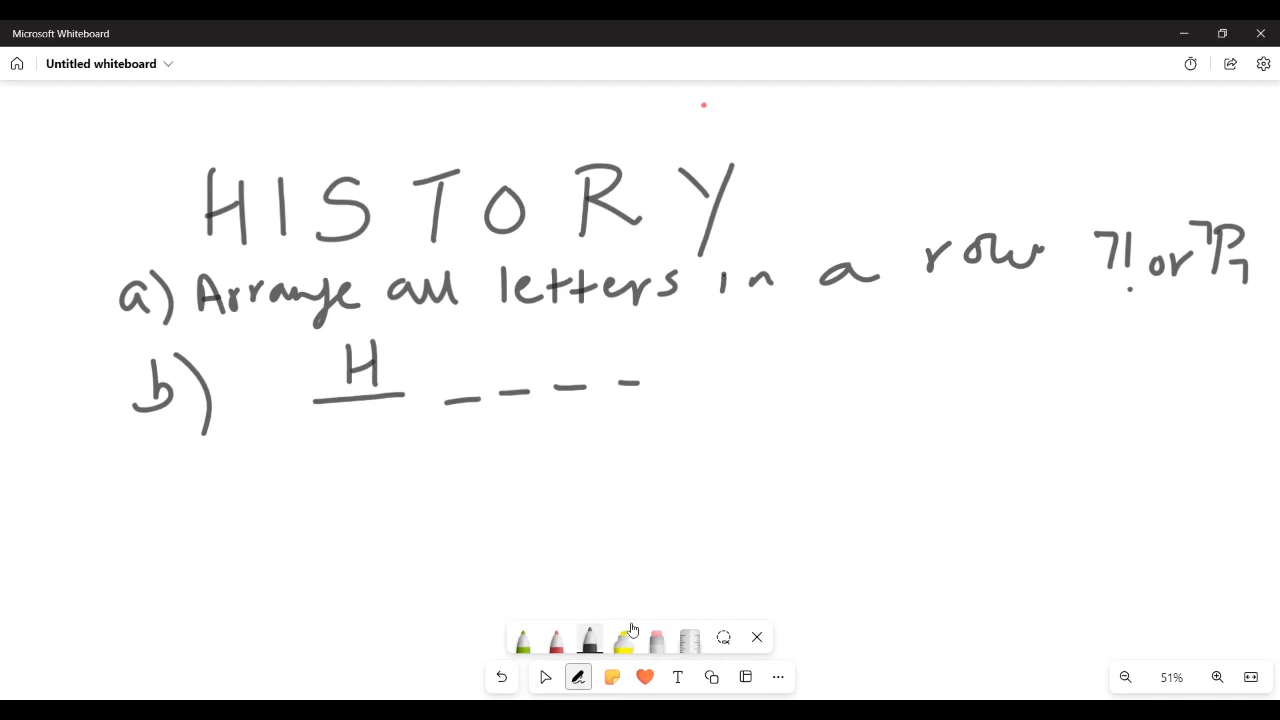 Microsoft Whiteboard
Untitled whiteboard
HISTORY
a) Arrange all letters in a row 7! or ⁷P₇
b) H _ _ _ _
51%